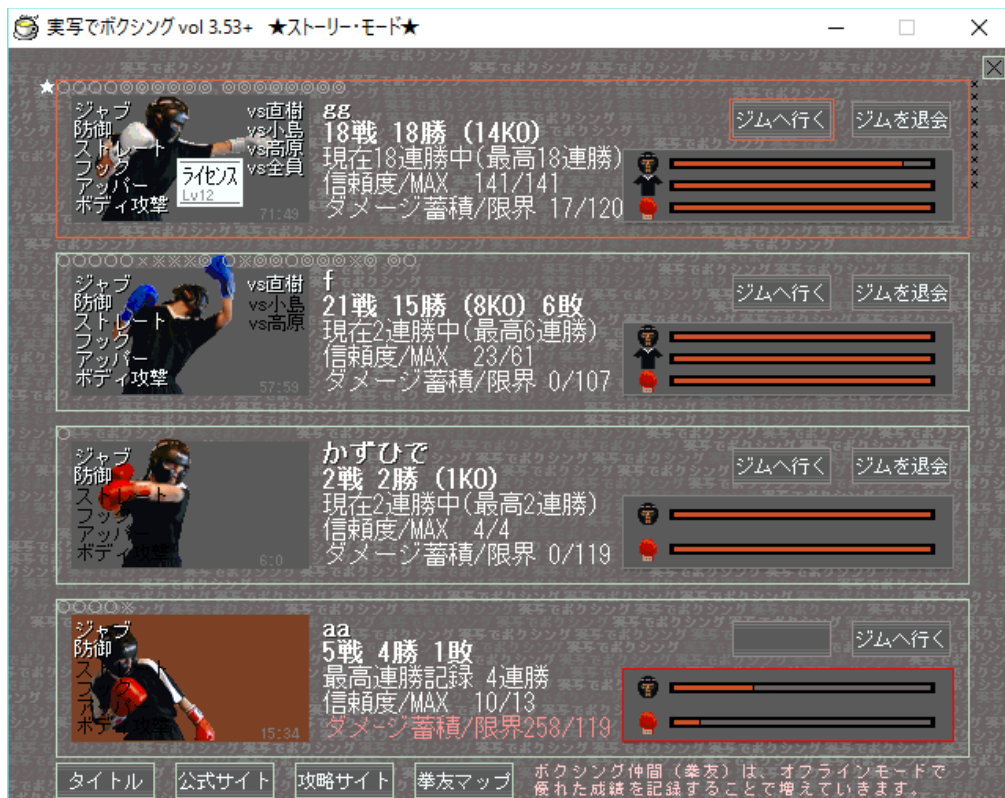 実写でボクシング vol 3.53+ ★ストーリー・モード★
ジャブ
防御
ストレート
フック
アッパー
ボディ攻撃
vs直樹
vs小島
vs高原
vs全員
ライセンス
Lv12
71:49
gg
18戦 18勝 (14KO)
現在18連勝中(最高18連勝)
信頼度/MAX 141/141
ダメージ蓄積/限界 17/120
ジムへ行く
ジムを退会
ジャブ
防御
ストレート
フック
アッパー
ボディ攻撃
vs直樹
vs小島
vs高原
57:59
f
21戦 15勝 (8KO) 6敗
現在2連勝中(最高6連勝)
信頼度/MAX 23/61
ダメージ蓄積/限界 0/107
ジムへ行く
ジムを退会
ジャブ
防御
ストレート
フック
アッパー
ボディ攻撃
6:0
かずひで
2戦 2勝 (1KO)
現在2連勝中(最高2連勝)
信頼度/MAX 4/4
ダメージ蓄積/限界 0/119
ジムへ行く
ジムを退会
ジャブ
防御
ストレート
フック
アッパー
ボディ攻撃
15:34
aa
5戦 4勝 1敗
最高連勝記録 4連勝
信頼度/MAX 10/13
ダメージ蓄積/限界258/119
ジムへ行く
タイトル
公式サイト
攻略サイト
拳友マップ
ボクシング仲間（拳友）は、オフラインモードで
優れた成績を記録することで増えていきます。